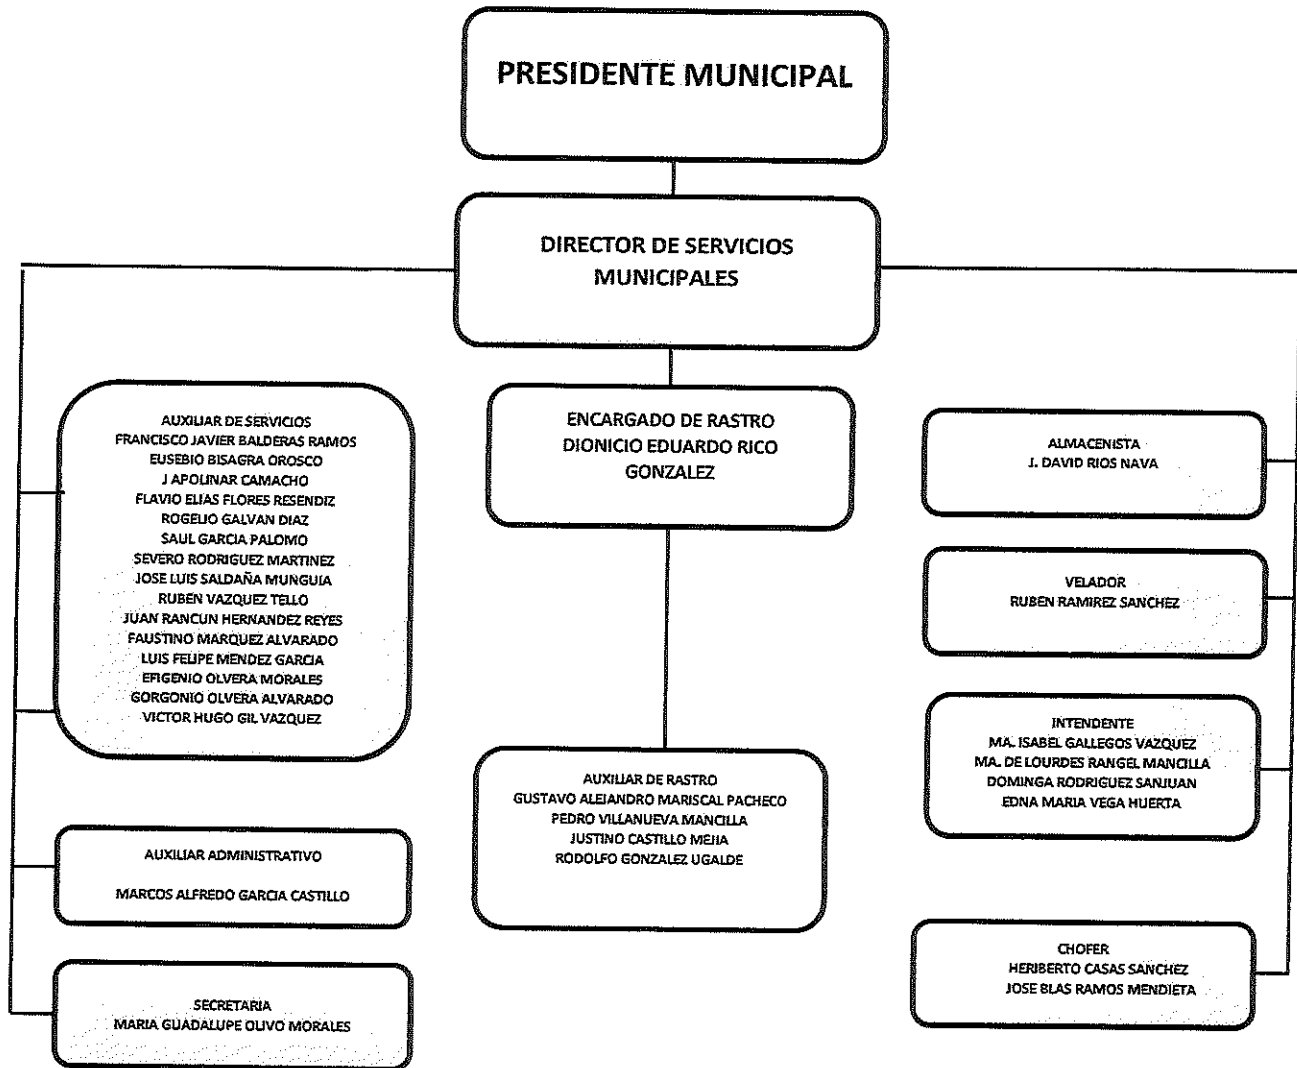 PRESIDENTE MUNICIPAL
DIRECTOR DE SERVICIOS
MUNICIPALES
AUXILIAR DE SERVICIOS
FRANCISCO JAVIER BALDERAS RAMOS
EUSEBIO BISAGRA OROSCO
J APOLINAR CAMACHO
FLAVIO ELIAS FLORES RESENDIZ
ROGELIO GALVAN DIAZ
SAUL GARCIA PALOMO
SEVERO RODRIGUEZ MARTINEZ
JOSE LUIS SALDAÑA MUNGUIA
RUBEN VAZQUEZ TELLO
JUAN RANCUN HERNANDEZ REYES
FAUSTINO MARQUEZ ALVARADO
LUIS FELIPE MENDEZ GARCIA
EFIGENIO OLVERA MORALES
GORGONIO OLVERA ALVARADO
VICTOR HUGO GIL VAZQUEZ
AUXILIAR ADMINISTRATIVO
MARCOS ALFREDO GARCIA CASTILLO
SECRETARIA
MARIA GUADALUPE OLIVO MORALES
ENCARGADO DE RASTRO
DIONICIO EDUARDO RICO
GONZALEZ
AUXILIAR DE RASTRO
GUSTAVO ALEJANDRO MARISCAL PACHECO
PEDRO VILLANUEVA MANCILLA
JUSTINO CASTILLO MEJIA
RODOLFO GONZALEZ UGALDE
ALMACENISTA
J. DAVID RIOS NAVA
VELADOR
RUBEN RAMIREZ SANCHEZ
INTENDENTE
MA. ISABEL GALLEGOS VAZQUEZ
MA. DE LOURDES RANGEL MANCILLA
DOMINGA RODRIGUEZ SANJUAN
EDNA MARIA VEGA HUERTA
CHOFER
HERIBERTO CASAS SANCHEZ
JOSE BLAS RAMOS MENDIETA